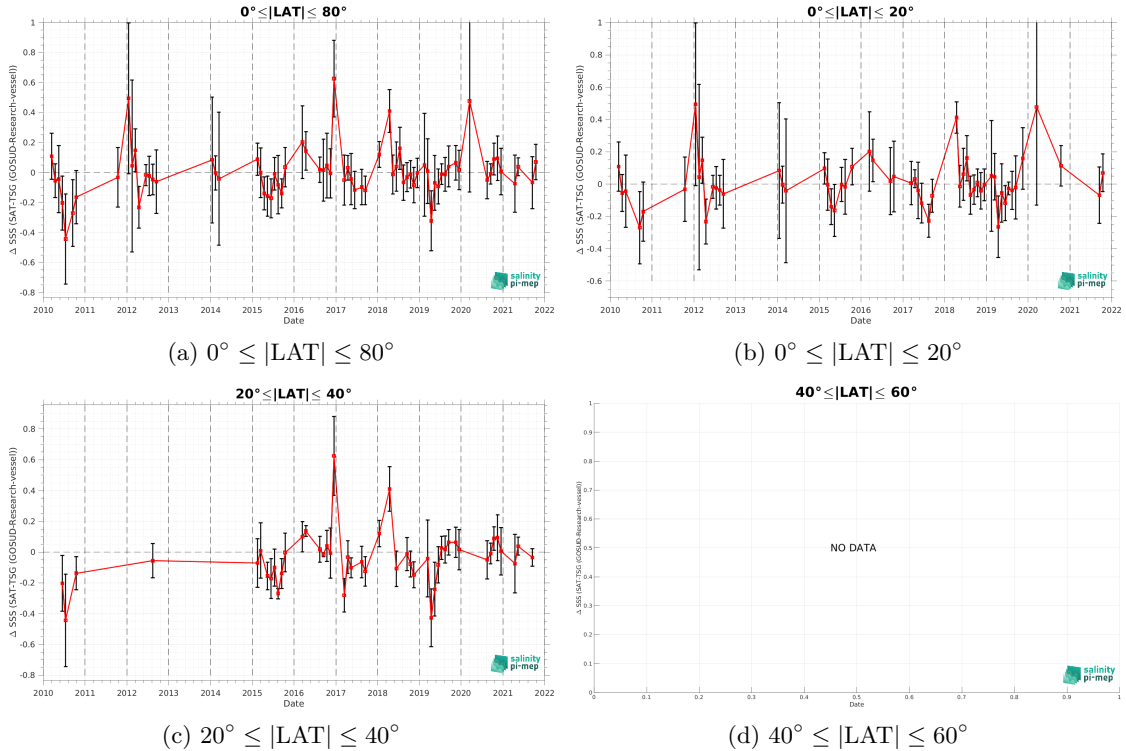 0°≤|LAT|≤ 80°
Δ SSS (SAT-TSG (GOSUD-Research-vessel))
1
0.8
0.6
0.4
0.2
0
-0.2
-0.4
-0.6
-0.8
2010 2011 2012 2013 2014 2015 2016 2017 2018 2019 2020 2021 2022
Date
salinity
pi-mep
(a) 0° ≤ |LAT| ≤ 80°
0°≤|LAT|≤ 20°
Δ SSS (SAT-TSG (GOSUD-Research-vessel))
1
0.8
0.6
0.4
0.2
0
-0.2
-0.4
-0.6
2010 2011 2012 2013 2014 2015 2016 2017 2018 2019 2020 2021 2022
Date
salinity
pi-mep
(b) 0° ≤ |LAT| ≤ 20°
20°≤|LAT|≤ 40°
Δ SSS (SAT-TSG (GOSUD-Research-vessel))
0.8
0.6
0.4
0.2
0
-0.2
-0.4
-0.6
-0.8
2010 2011 2012 2013 2014 2015 2016 2017 2018 2019 2020 2021 2022
Date
salinity
pi-mep
(c) 20° ≤ |LAT| ≤ 40°
40°≤|LAT|≤ 60°
Δ SSS (SAT-TSG (GOSUD-Research-vessel))
1
0.9
0.8
0.7
0.6
0.5
0.4
0.3
0.2
0.1
0
NO DATA
0 0.1 0.2 0.3 0.4 0.5 0.6 0.7 0.8 0.9 1
Date
salinity
pi-mep
(d) 40° ≤ |LAT| ≤ 60°